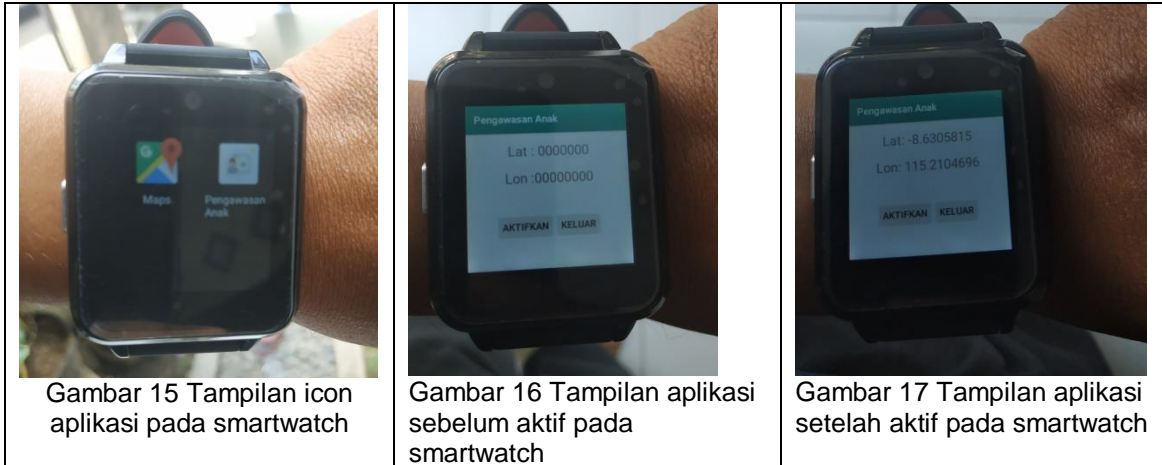 Maps
Pengawasan
Anak
Gambar 15 Tampilan icon
aplikasi pada smartwatch
Pengawasan Anak
Lat : 0000000
Lon :00000000
AKTIFKAN KELUAR
Gambar 16 Tampilan aplikasi
sebelum aktif pada
smartwatch
Pengawasan Anak
Lat: -8.6305815
Lon: 115.2104696
AKTIFKAN KELUAR
Gambar 17 Tampilan aplikasi
setelah aktif pada smartwatch